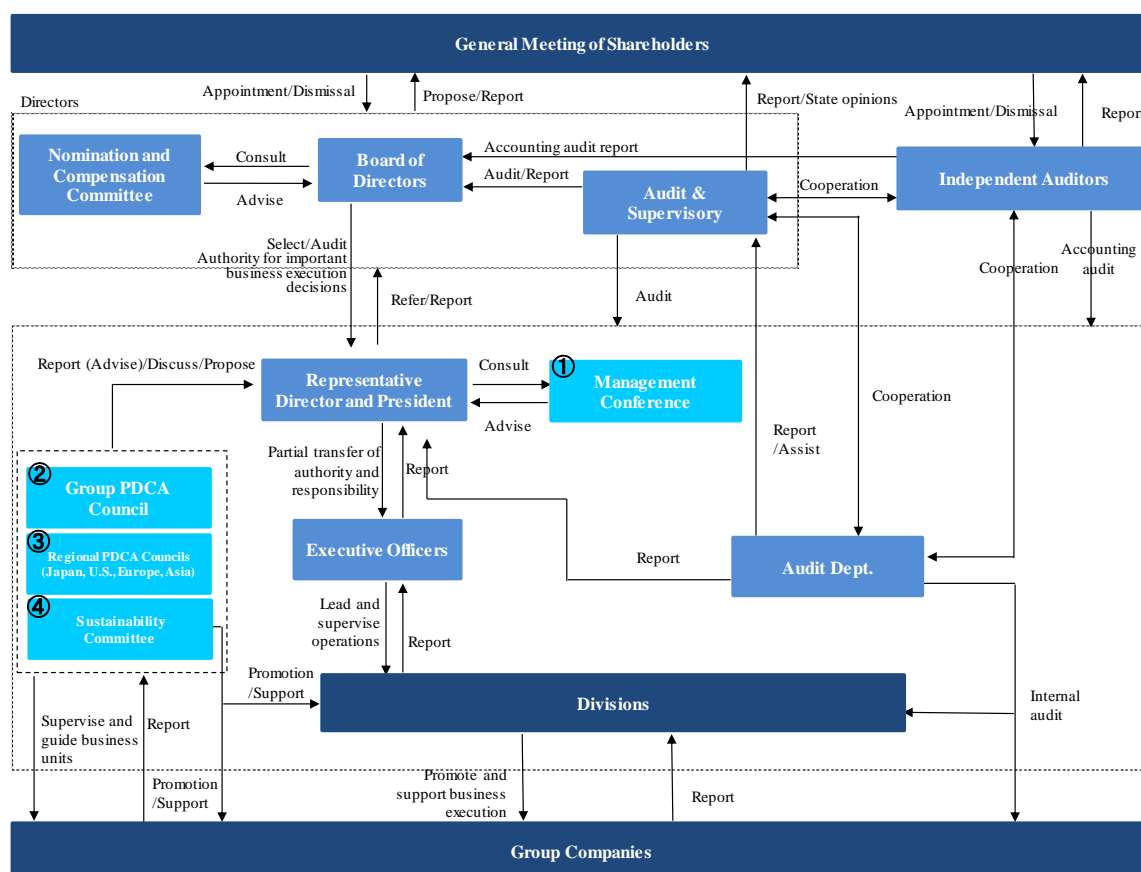 General Meeting of Shareholders
Appointment/Dismissal
Propose/Report
Report/State opinions
Appointment/Dismissal
Report
Directors
Nomination and
Compensation
Committee
Consult
Advise
Board of
Directors
Accounting audit report
Audit/Report
Audit &
Supervisory
Cooperation
Independent Auditors
Select/Audit
Authority for important
business execution
decisions
Refer/Report
Audit
Cooperation
Accounting
audit
Report (Advise)/Discuss/Propose
Representative
Director and President
Consult
Advise
①
Management
Conference
Cooperation
Report
/Assist
Partial transfer of
authority and
responsibility
Report
②
Group PDCA
Council
③
Regional PDCA Councils
(Japan, U.S., Europe, Asia)
④
Sustainability
Committee
Executive Officers
Report
Audit Dept.
Lead and
supervise
operations
Report
Promotion
/Support
Divisions
Internal
audit
Supervise and
guide business
units
Report
Promotion
/Support
Promote and
support business
execution
Report
Group Companies